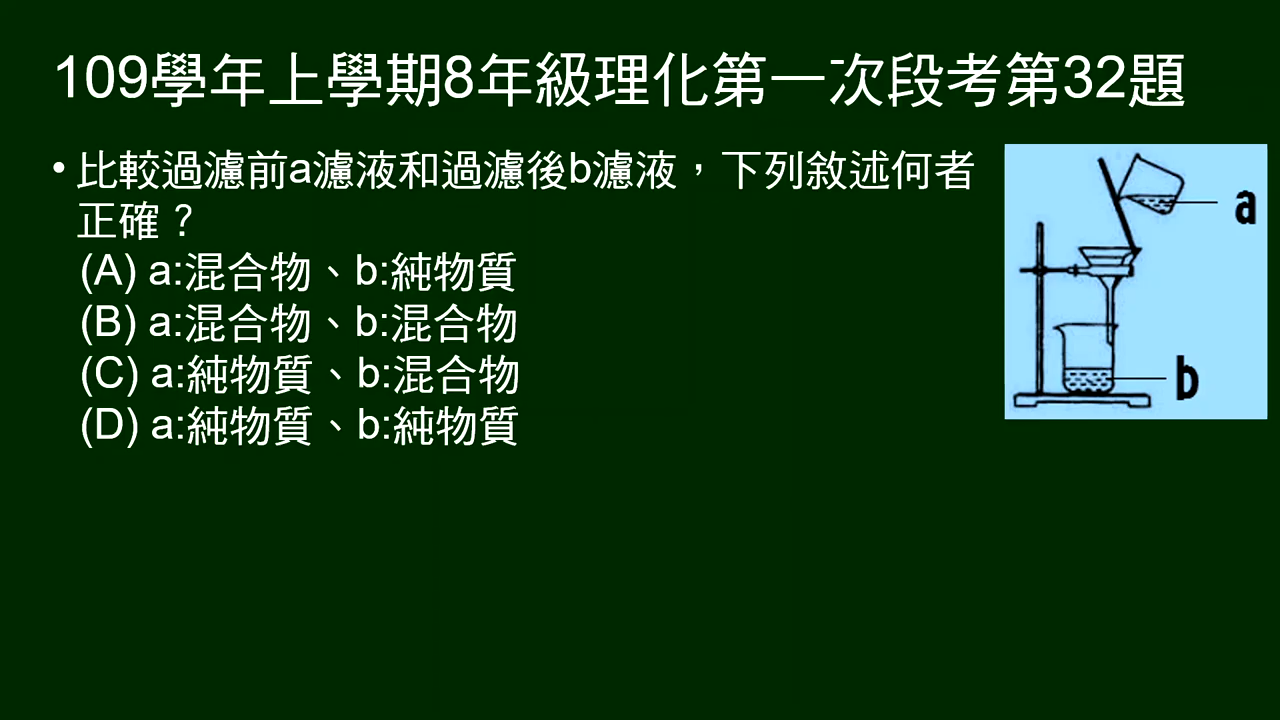 109學年上學期8年級理化第一次段考第32題
• 比較過濾前a濾液和過濾後b濾液，下列敘述何者
正確？
(A) a:混合物、b:純物質
(B) a:混合物、b:混合物
(C) a:純物質、b:混合物
(D) a:純物質、b:純物質
a
b